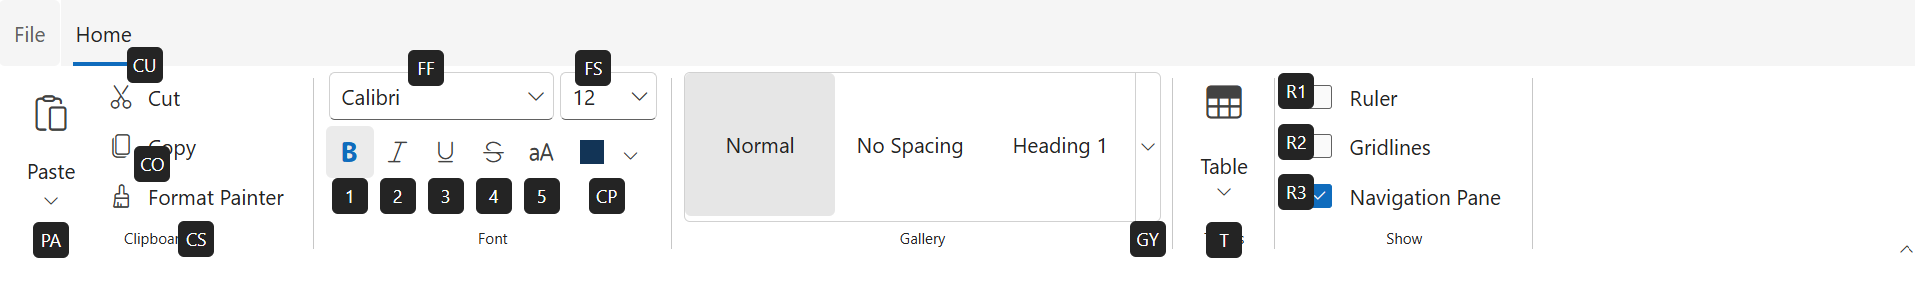 File Home
CU FF FS
Cut Calibri 12 R1 Ruler
B I U S aA Normal No Spacing Heading 1 R2 Gridlines
CO
Paste Table
Format Painter 1 2 3 4 5 CP R3 Navigation Pane
PA CS Font Gallery GY T Show